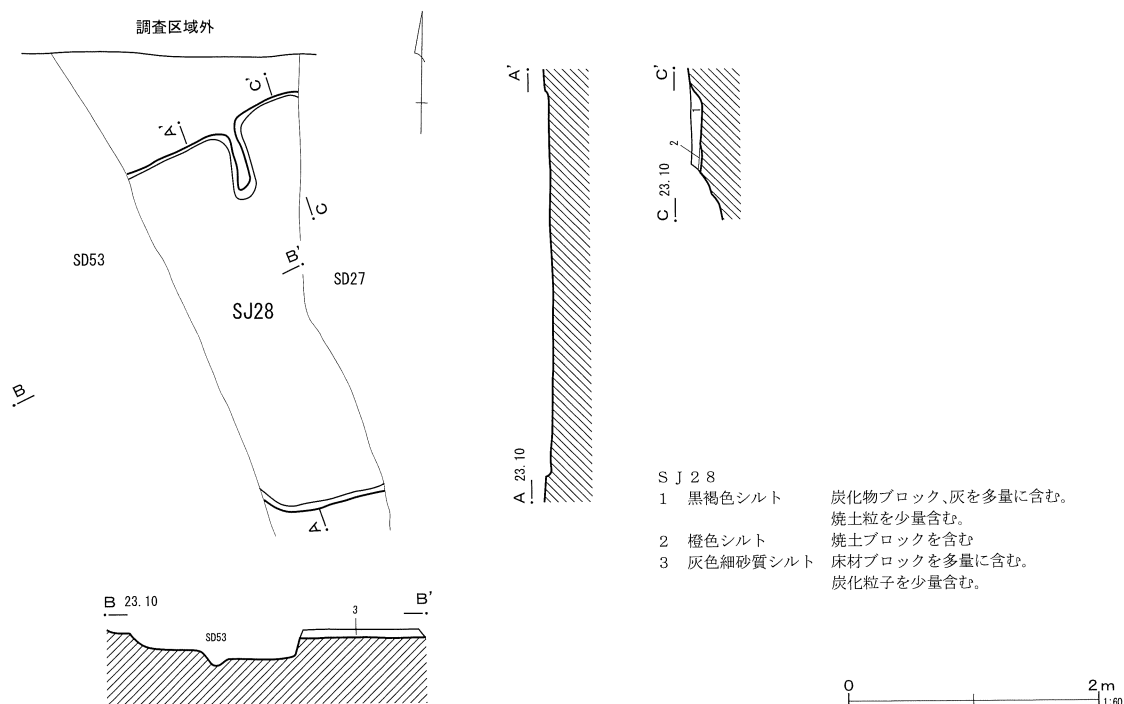 調査区域外
C'
A'
C
B'
SD53
SD27
SJ28
B
A
A'
A 23.10
C'
1
2
C 23.10
ＳＪ２８
１ 黒褐色シルト 炭化物ブロック、灰を多量に含む。
焼土粒を少量含む。
２ 橙色シルト 焼土ブロックを含む
３ 灰色細砂質シルト 床材ブロックを多量に含む。
炭化粒子を少量含む。
B 23.10 B'
3
SD53
0 2m
1:60